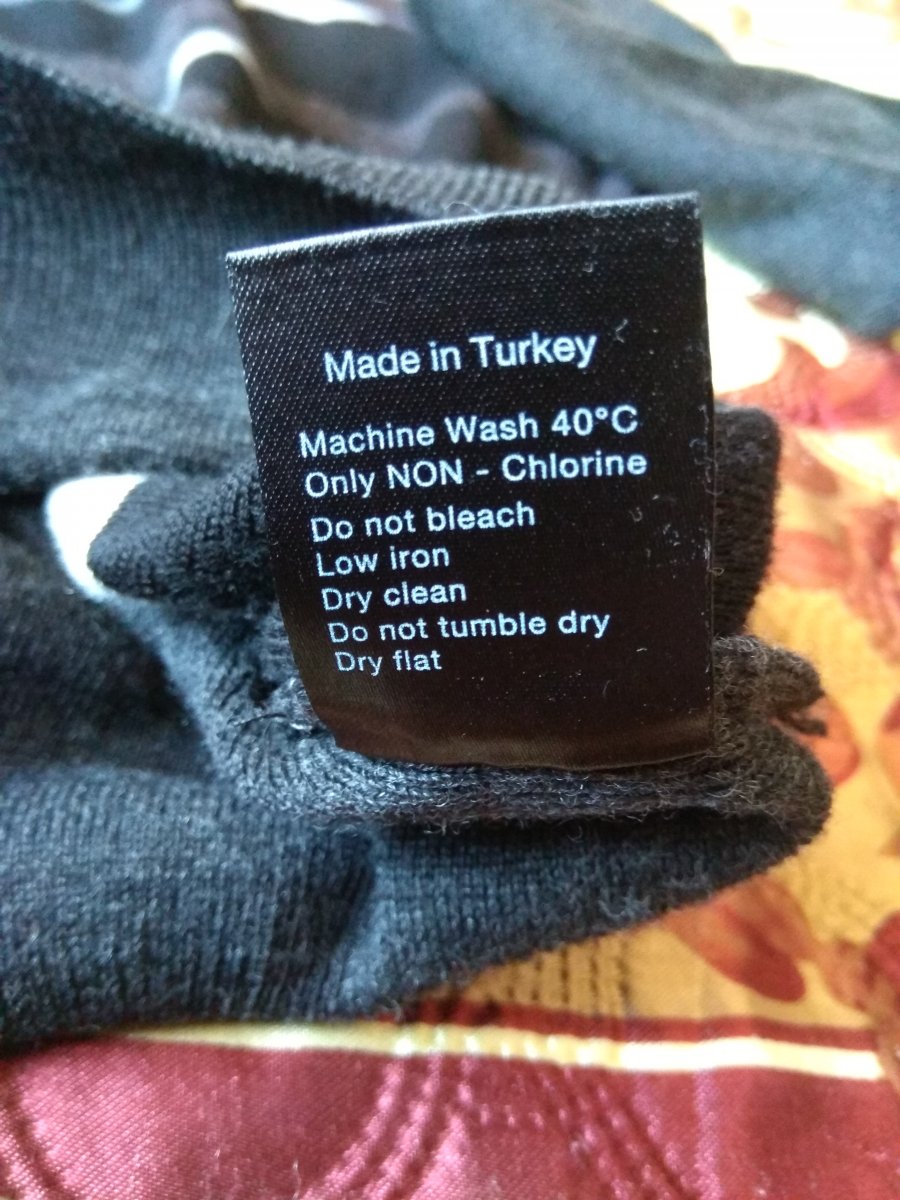 Made in Turkey
Machine Wash 40°C
Only NON - Chlorine
Do not bleach
Low iron
Dry clean
Do not tumble dry
Dry flat